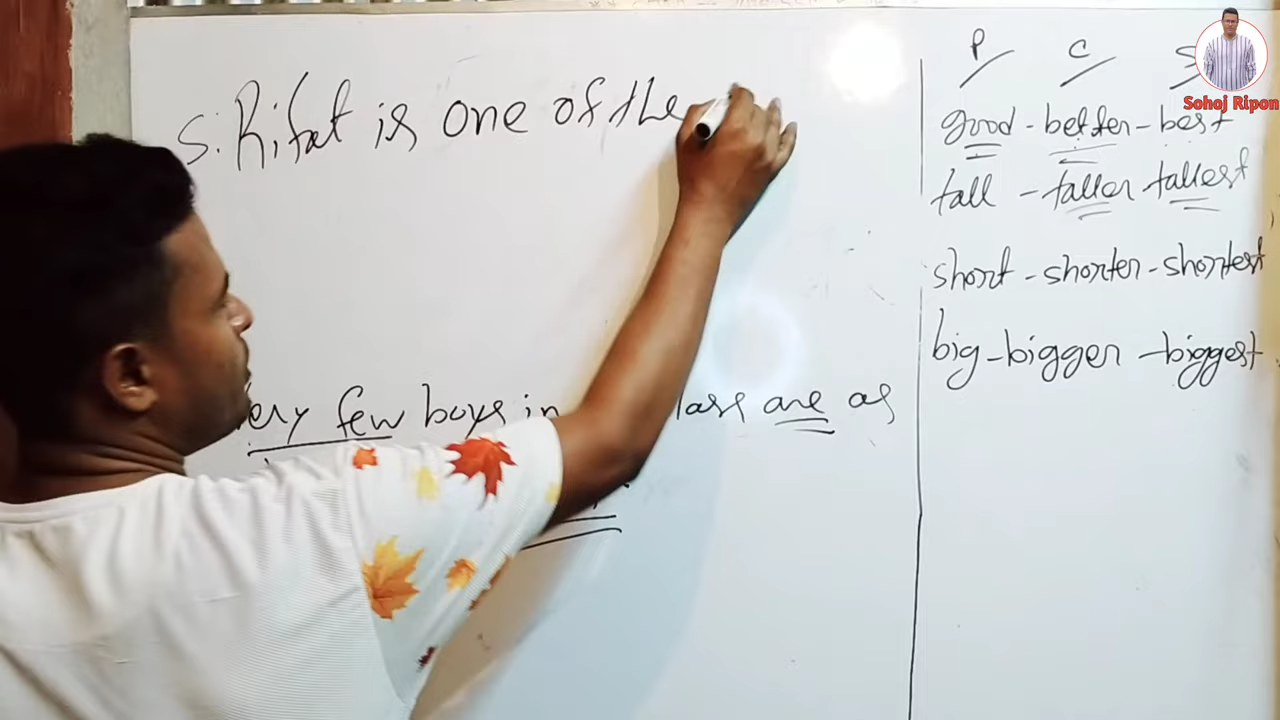 S: Rifat is one of the
ery few boys in lass are as
P C S
good - better - best
tall - taller tallest
short - shorter - shortest
big - bigger - biggest
Sohoj Ripon